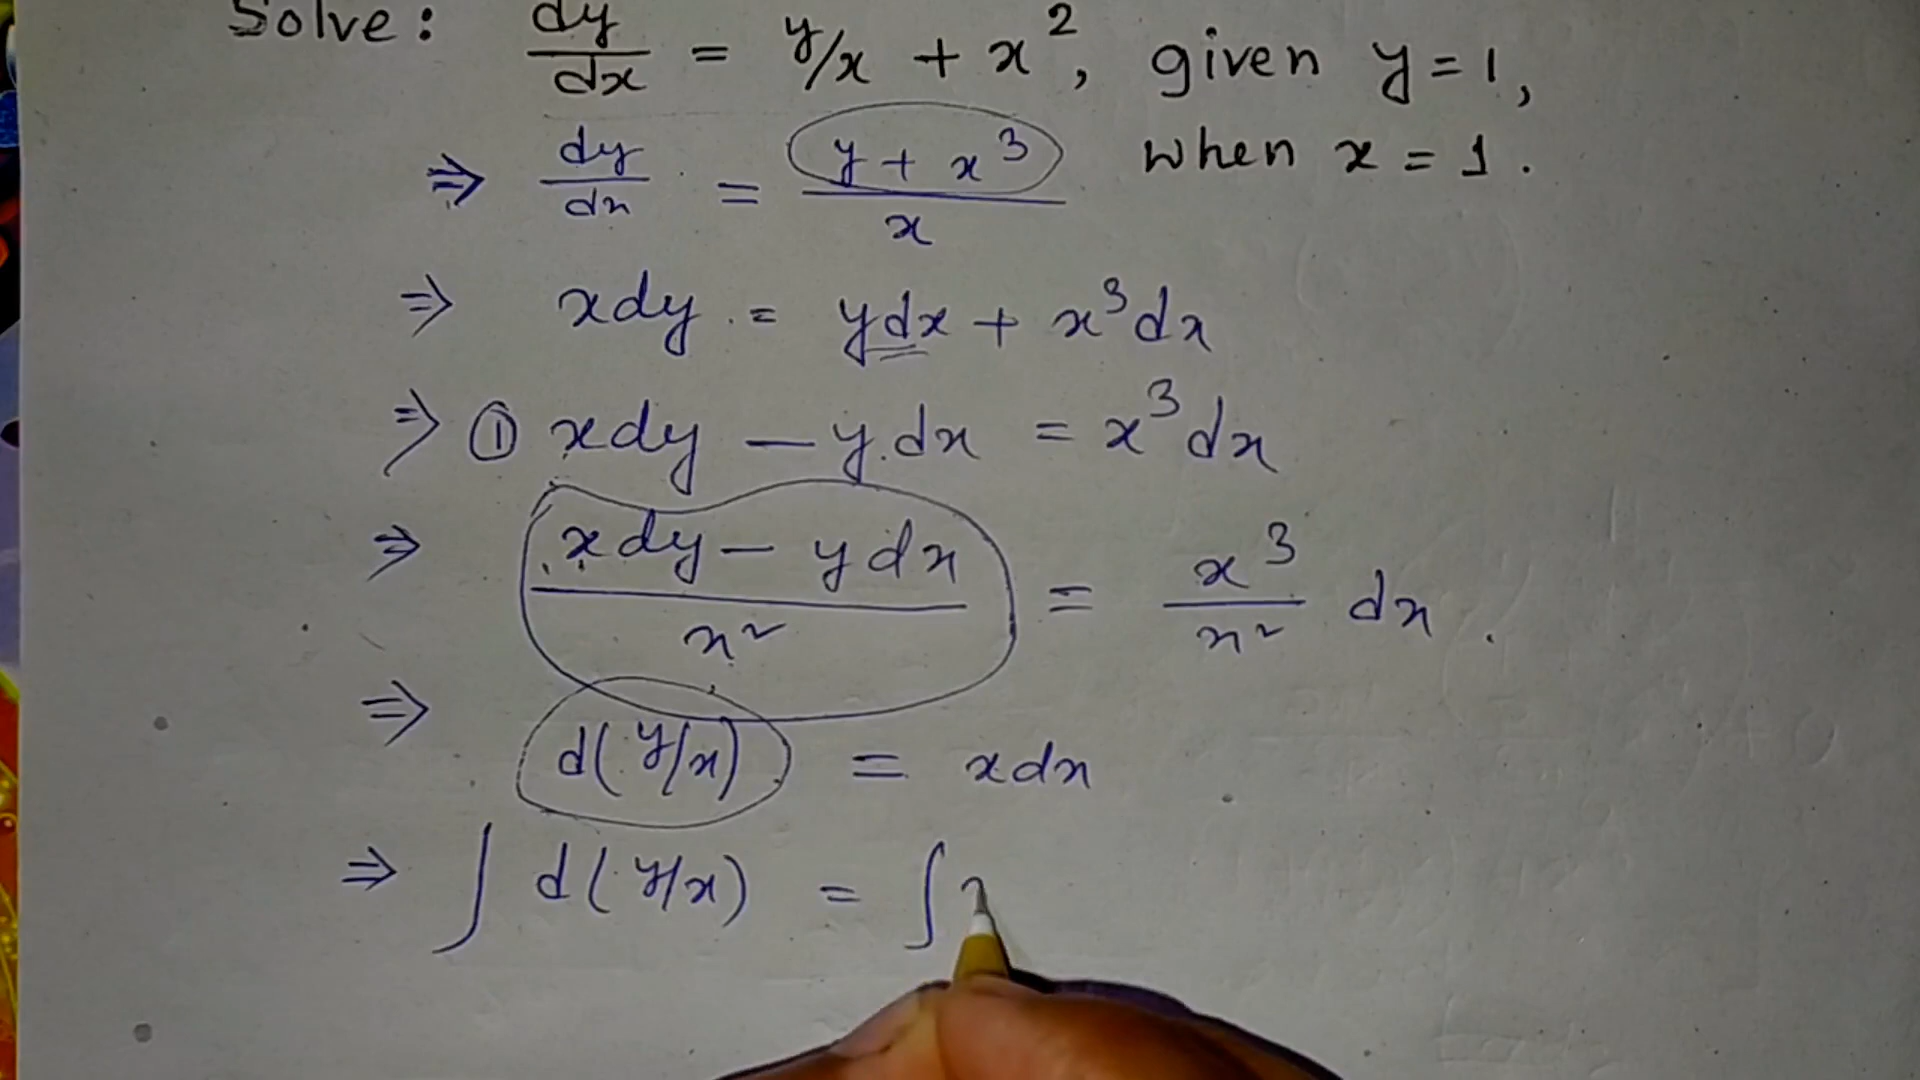 Solve: dy/dx = y/x + x², given y=1,
when x = 1.
⇒ dy/dx = (y + x³)/x
⇒ xdy = ydx + x³dx
⇒ ① xdy − y.dx = x³dx
⇒ (xdy − ydx)/x² = x³/x² dx.
⇒ d(y/x) = xdx
⇒ ∫ d(y/x) = ∫x